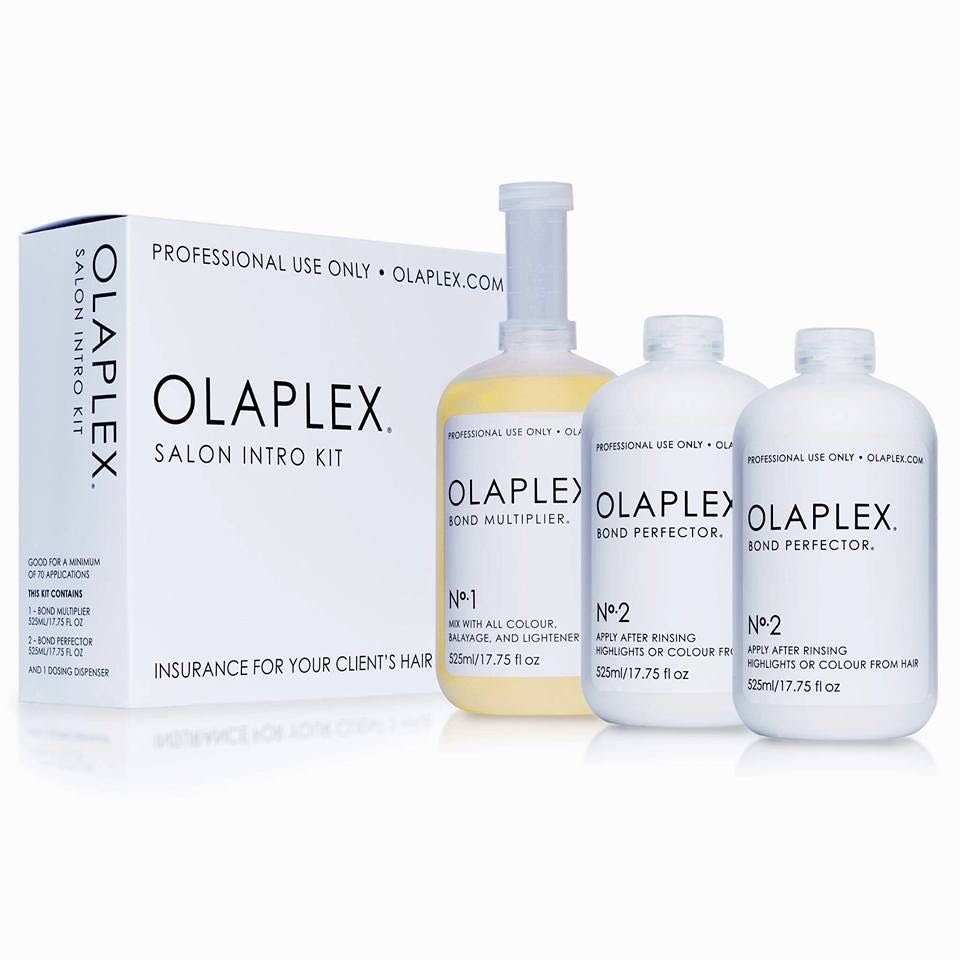 OLAPLEX®
SALON INTRO KIT
GOOD FOR A MINIMUM
OF 70 APPLICATIONS
THIS KIT CONTAINS
1 – BOND MULTIPLIER
525ML/17.75 FL OZ
2 – BOND PERFECTOR
525ML/17.75 FL OZ
AND 1 DOSING DISPENSER
PROFESSIONAL USE ONLY • OLAPLEX.COM
OLAPLEX®
SALON INTRO KIT
INSURANCE FOR YOUR CLIENT'S HAIR
PROFESSIONAL USE ONLY • OLA
OLAPLEX
BOND MULTIPLIER®
Nº.1
MIX WITH ALL COLOUR,
BALAYAGE, AND LIGHTENER
525ml/17.75 fl oz
PROFESSIONAL USE ONLY • OLA
OLAPLEX
BOND PERFECTOR®
Nº.2
APPLY AFTER RINSING
HIGHLIGHTS OR COLOUR FRO
525ml/17.75 fl oz
PROFESSIONAL USE ONLY • OLAPLEX.COM
OLAPLEX®
BOND PERFECTOR®
Nº.2
APPLY AFTER RINSING
HIGHLIGHTS OR COLOUR FROM HAIR
525ml/17.75 fl oz